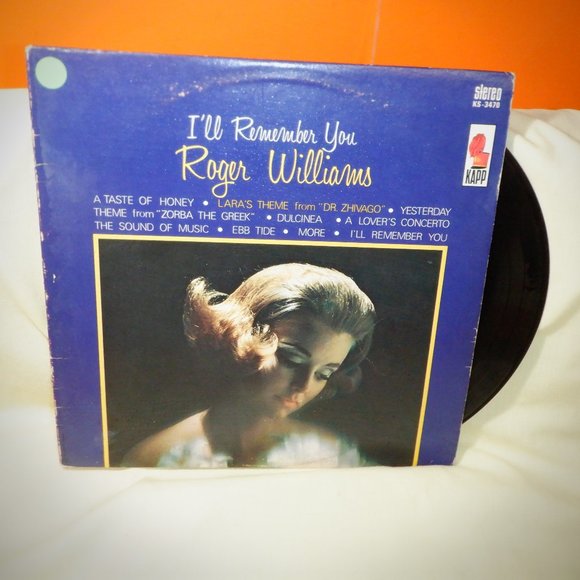 stereo
KS-3470
I'll Remember You
Roger Williams
KAPP
A TASTE OF HONEY • LARA'S THEME from "DR. ZHIVAGO" • YESTERDAY
THEME from "ZORBA THE GREEK" • DULCINEA • A LOVER'S CONCERTO
THE SOUND OF MUSIC • EBB TIDE • MORE • I'LL REMEMBER YOU